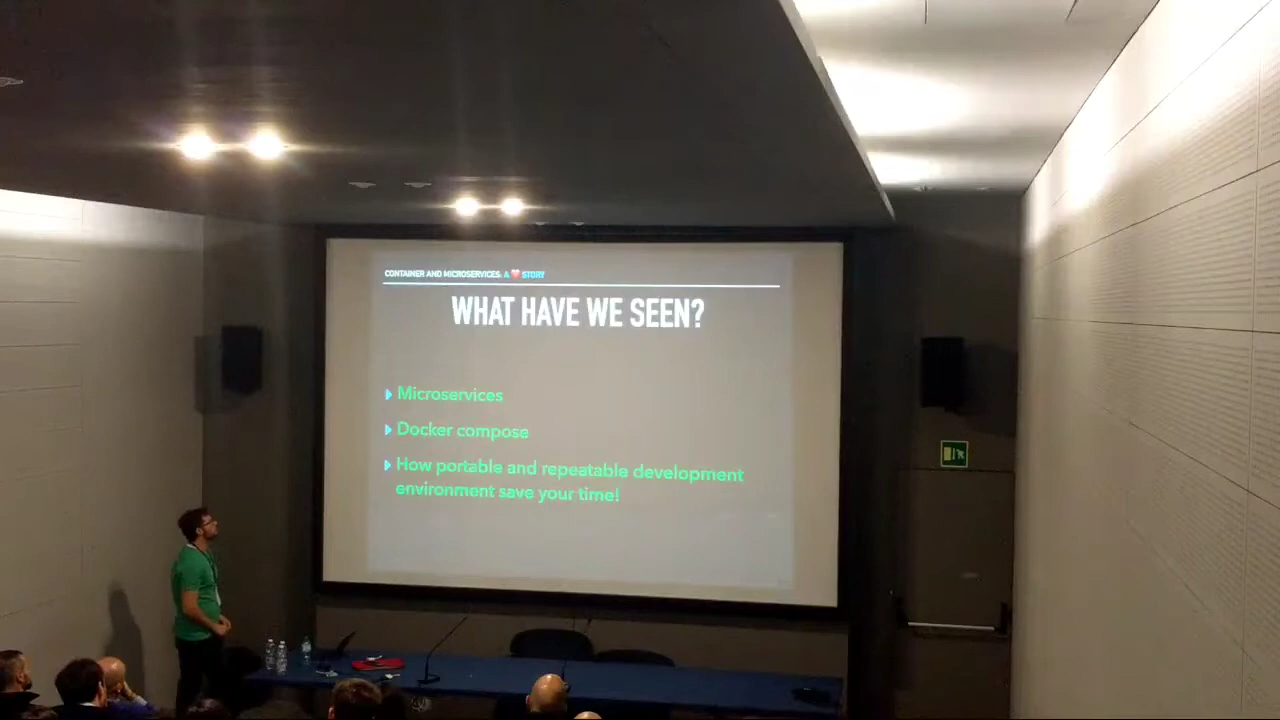 CONTAINER AND MICROSERVICES: A ❤ STORY
WHAT HAVE WE SEEN?
Microservices
Docker compose
How portable and repeatable development
environment save your time!